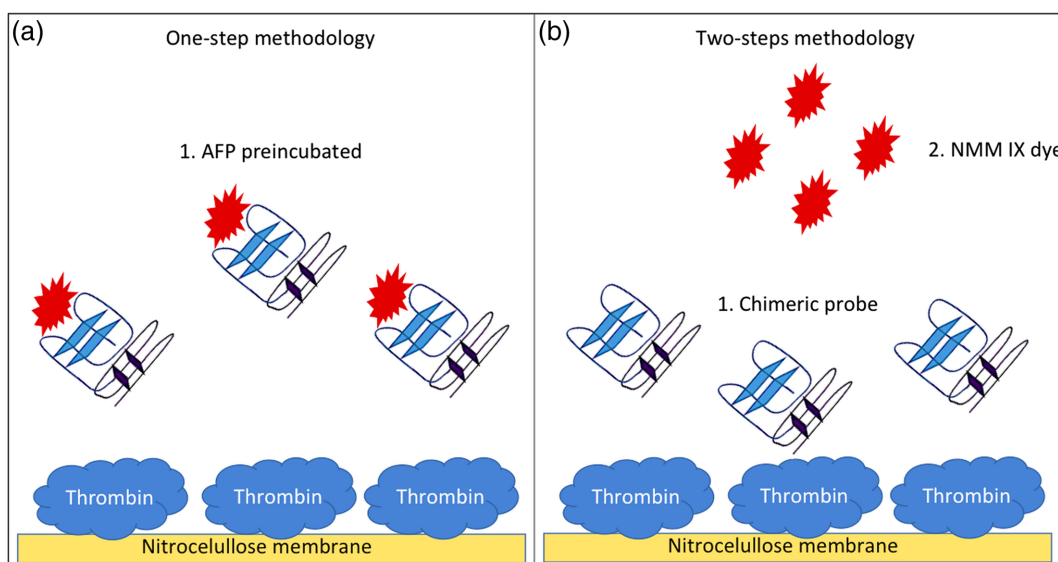 (a)
One-step methodology
1. AFP preincubated
Thrombin
Thrombin
Thrombin
Nitrocelullose membrane
(b)
Two-steps methodology
2. NMM IX dye
1. Chimeric probe
Thrombin
Thrombin
Thrombin
Nitrocelullose membrane